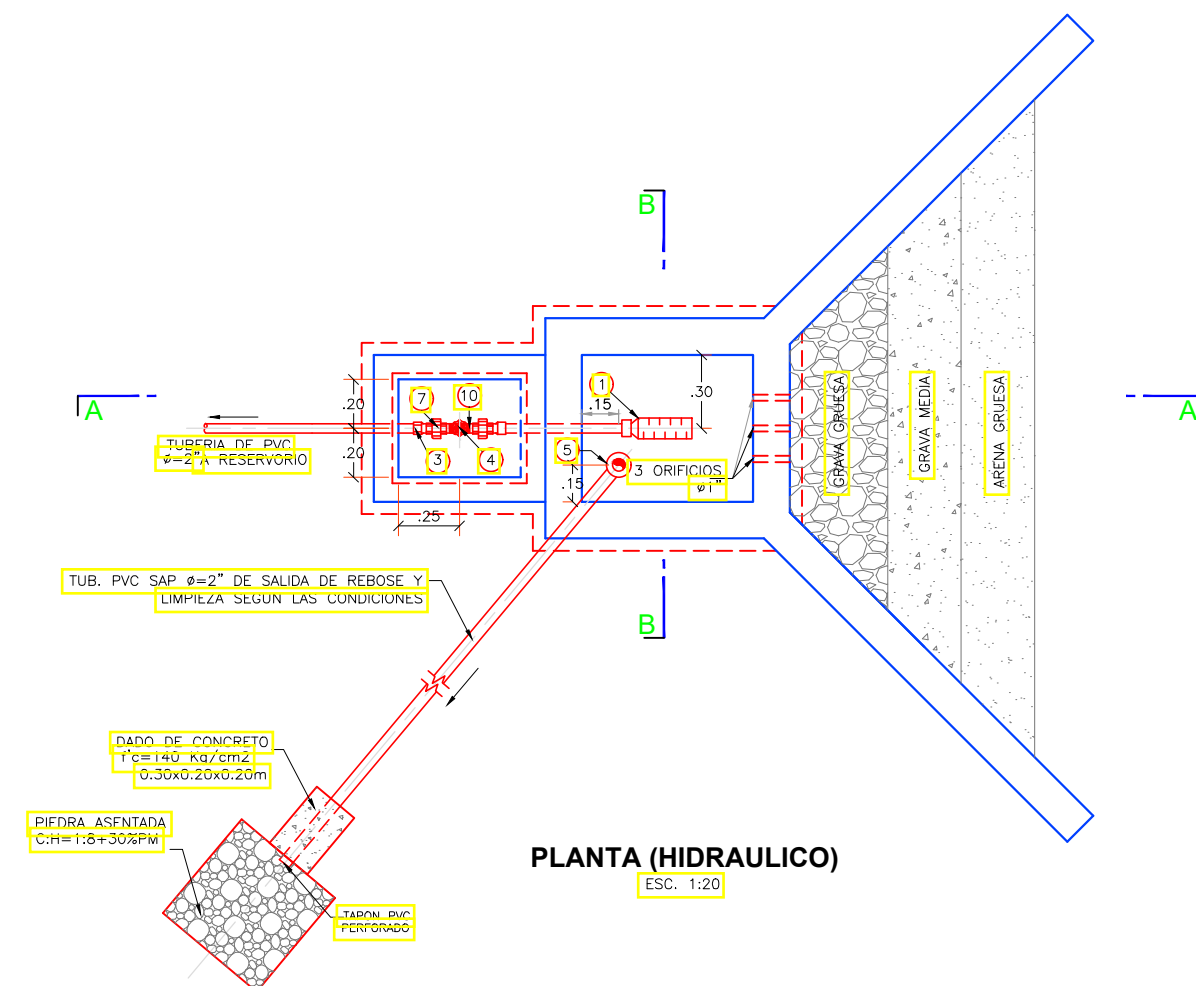 B
A
A
7
10
1
.30
.20
.15
GRAVA GRUESA
GRAVA MEDIA
ARENA GRUESA
TUBERIA DE PVC
ø=2" A RESERVORIO
.20
3
4
5
3 ORIFICIOS
ø1"
.15
.25
TUB. PVC SAP ø=2" DE SALIDA DE REBOSE Y
LIMPIEZA SEGUN LAS CONDICIONES
B
DADO DE CONCRETO
f'c=140 Kg/cm2
0.30x0.20x0.20m
PIEDRA ASENTADA
C:H=1:8+30%PM
PLANTA (HIDRAULICO)
ESC. 1:20
TAPON PVC
PERFORADO